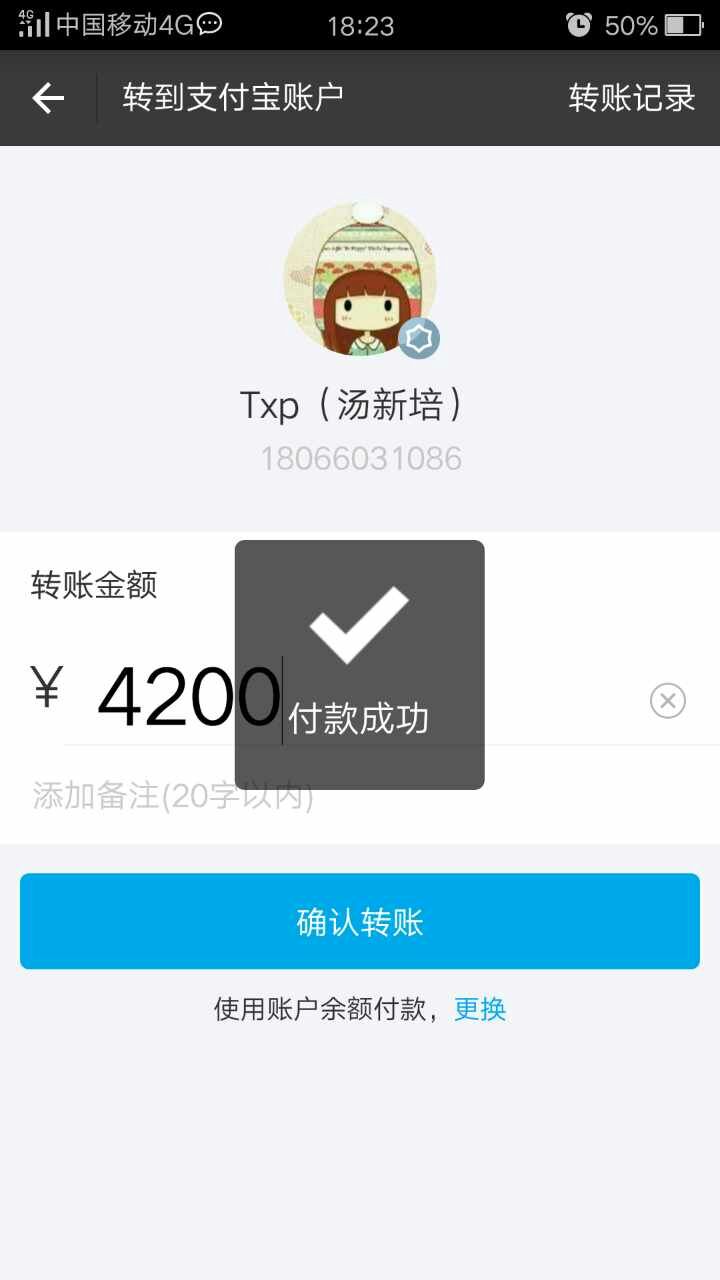 4G 中国移动4G 18:23 50%
转到支付宝账户 转账记录
Txp（汤新培）
18066031086
转账金额
¥ 4200
付款成功
添加备注(20字以内)
确认转账
使用账户余额付款，更换